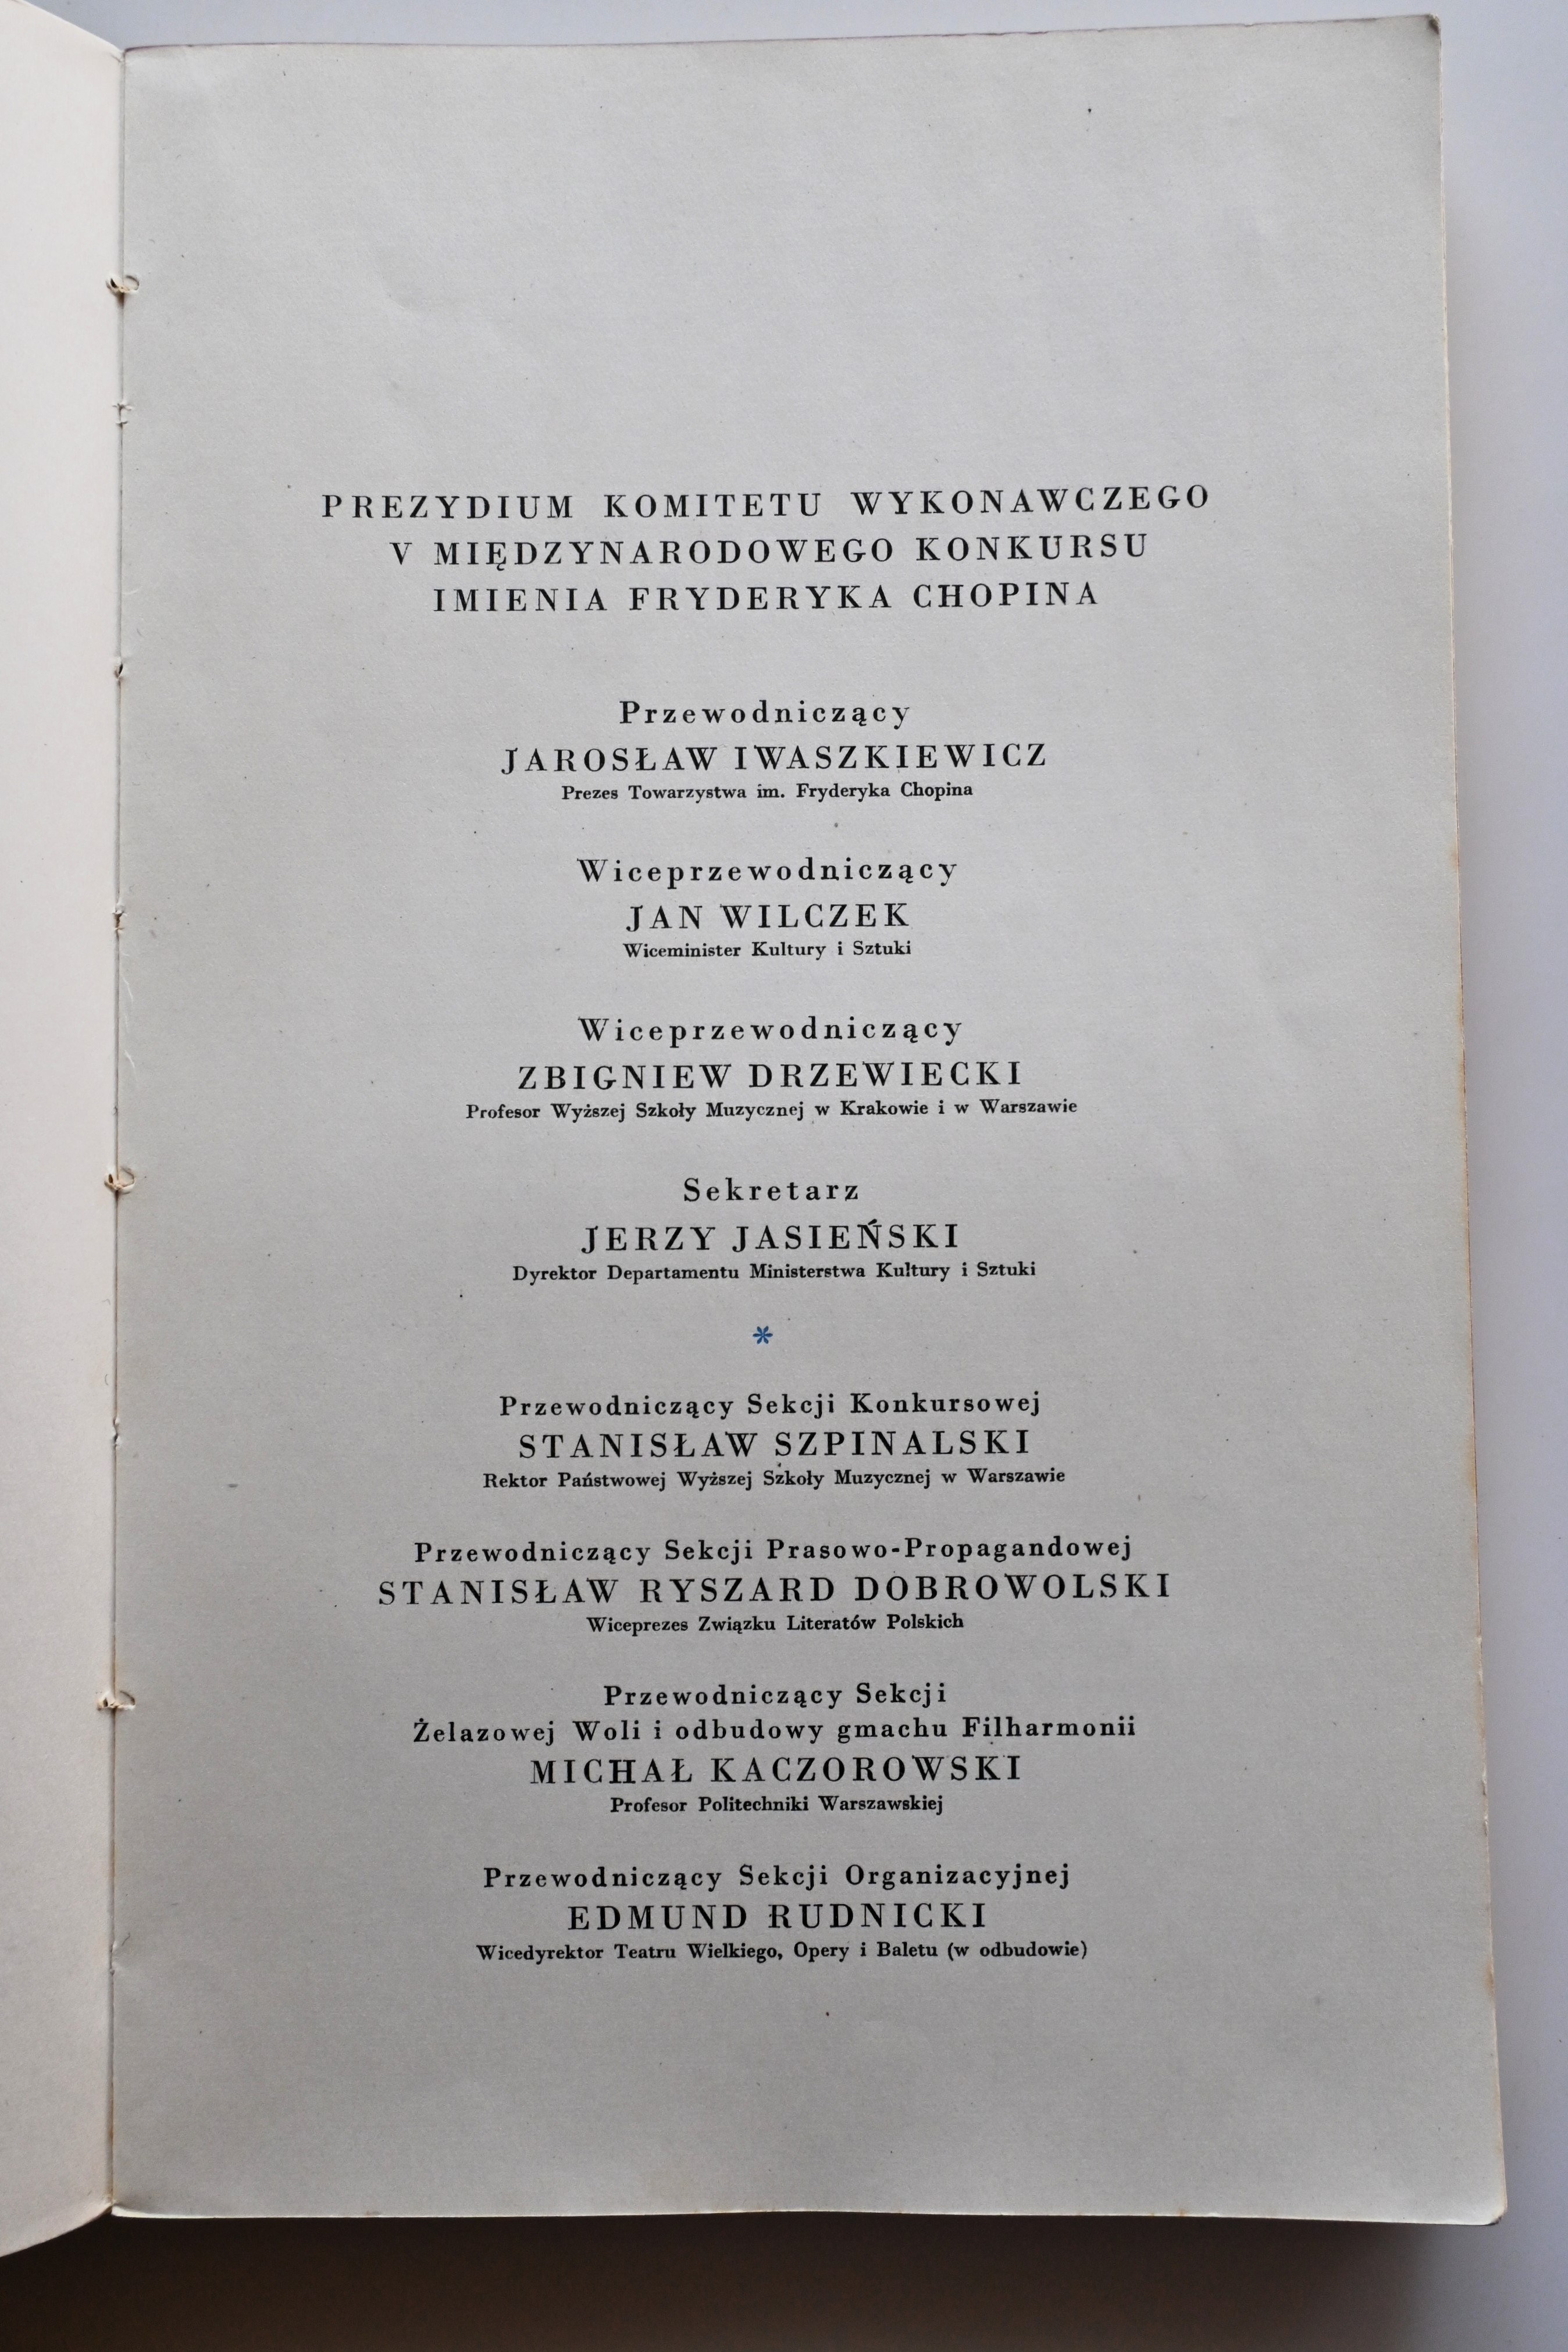 PREZYDIUM KOMITETU WYKONAWCZEGO
V MIĘDZYNARODOWEGO KONKURSU
IMIENIA FRYDERYKA CHOPINA
Przewodniczący
JAROSŁAW IWASZKIEWICZ
Prezes Towarzystwa im. Fryderyka Chopina
Wiceprzewodniczący
JAN WILCZEK
Wiceminister Kultury i Sztuki
Wiceprzewodniczący
ZBIGNIEW DRZEWIECKI
Profesor Wyższej Szkoły Muzycznej w Krakowie i w Warszawie
Sekretarz
JERZY JASIEŃSKI
Dyrektor Departamentu Ministerstwa Kultury i Sztuki
*
Przewodniczący Sekcji Konkursowej
STANISŁAW SZPINALSKI
Rektor Państwowej Wyższej Szkoły Muzycznej w Warszawie
Przewodniczący Sekcji Prasowo-Propagandowej
STANISŁAW RYSZARD DOBROWOLSKI
Wiceprezes Związku Literatów Polskich
Przewodniczący Sekcji
Żelazowej Woli i odbudowy gmachu Filharmonii
MICHAŁ KACZOROWSKI
Profesor Politechniki Warszawskiej
Przewodniczący Sekcji Organizacyjnej
EDMUND RUDNICKI
Wicedyrektor Teatru Wielkiego, Opery i Baletu (w odbudowie)